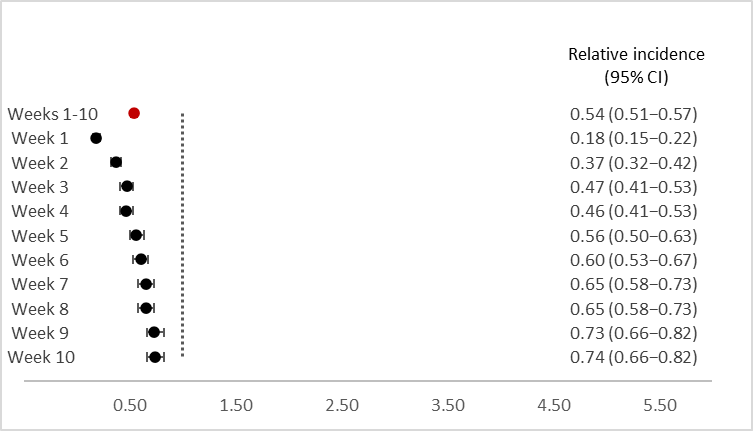 Relative incidence
(95% CI)
Weeks 1-10 0.54 (0.51–0.57)
Week 1 0.18 (0.15–0.22)
Week 2 0.37 (0.32–0.42)
Week 3 0.47 (0.41–0.53)
Week 4 0.46 (0.41–0.53)
Week 5 0.56 (0.50–0.63)
Week 6 0.60 (0.53–0.67)
Week 7 0.65 (0.58–0.73)
Week 8 0.65 (0.58–0.73)
Week 9 0.73 (0.66–0.82)
Week 10 0.74 (0.66–0.82)
0.50 1.50 2.50 3.50 4.50 5.50